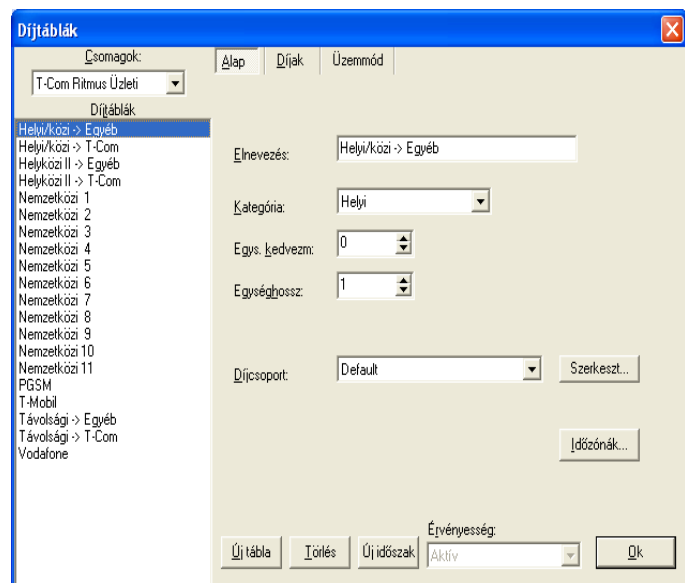 Díjtáblák
Csomagok:
T-Com Ritmus Üzleti
Díjtáblák
Helyi/közi -> Egyéb
Helyi/közi -> T-Com
Helyközi II -> Egyéb
Helyközi II -> T-Com
Nemzetközi 1
Nemzetközi 2
Nemzetközi 3
Nemzetközi 4
Nemzetközi 5
Nemzetközi 6
Nemzetközi 7
Nemzetközi 8
Nemzetközi 9
Nemzetközi 10
Nemzetközi 11
PGSM
T-Mobil
Távolsági -> Egyéb
Távolsági -> T-Com
Vodafone
Alap Díjak Üzemmód
Elnevezés: Helyi/közi -> Egyéb
Kategória: Helyi
Egys. kedvezm: 0
Egységhossz: 1
Díjcsoport: Default Szerkeszt...
Időzónák...
Érvényesség:
Új tábla Törlés Új időszak Aktív Ok